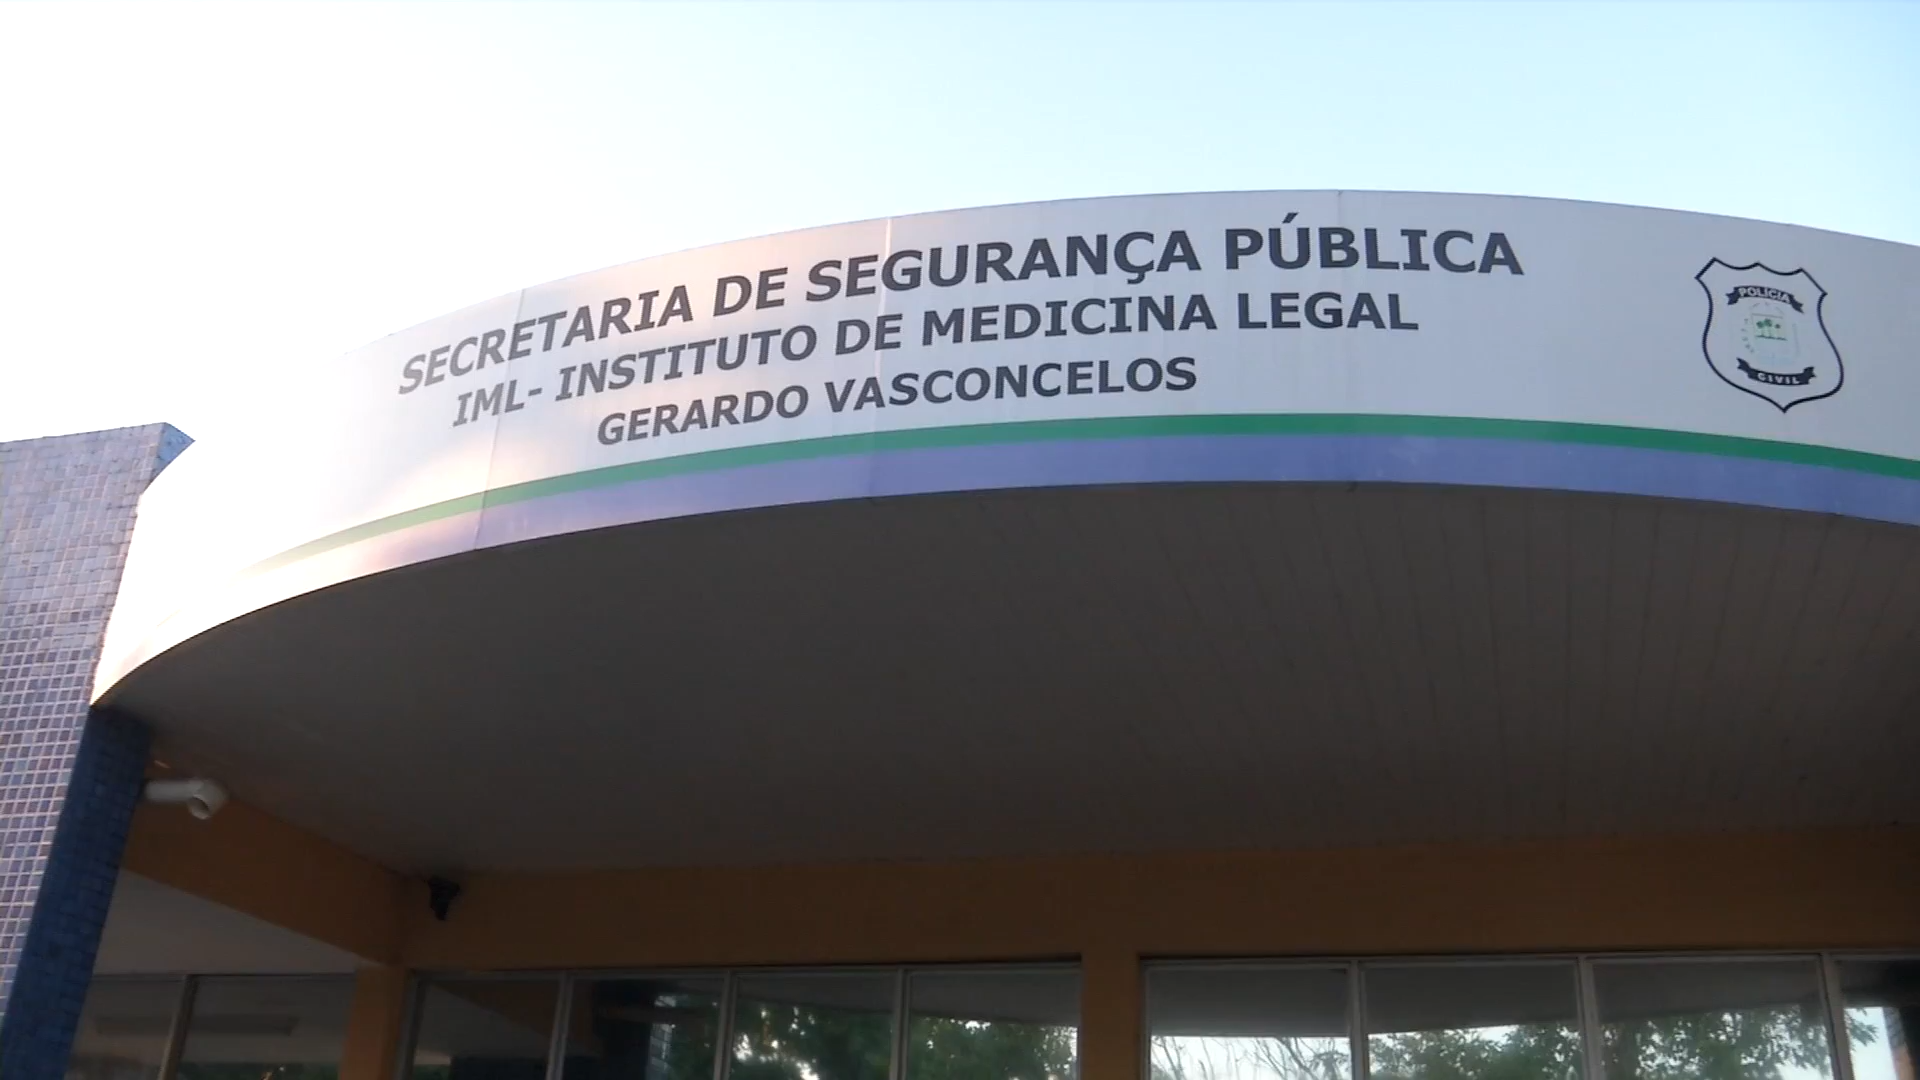 SECRETARIA DE SEGURANÇA PÚBLICA
IML- INSTITUTO DE MEDICINA LEGAL
GERARDO VASCONCELOS
POLÍCIA
CIVIL